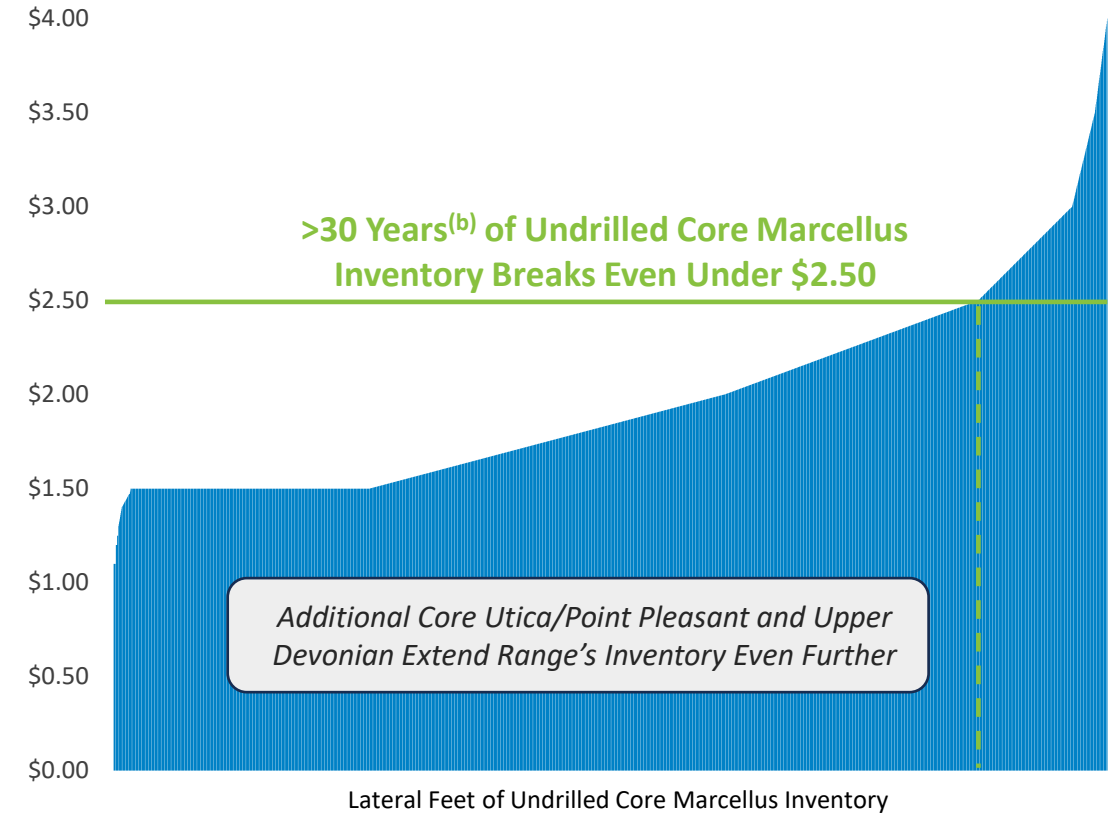 $4.00
$3.50
$3.00
>30 Years(b) of Undrilled Core Marcellus
Inventory Breaks Even Under $2.50
$2.50
$2.00
$1.50
$1.00
Additional Core Utica/Point Pleasant and Upper
Devonian Extend Range’s Inventory Even Further
$0.50
$0.00
Lateral Feet of Undrilled Core Marcellus Inventory